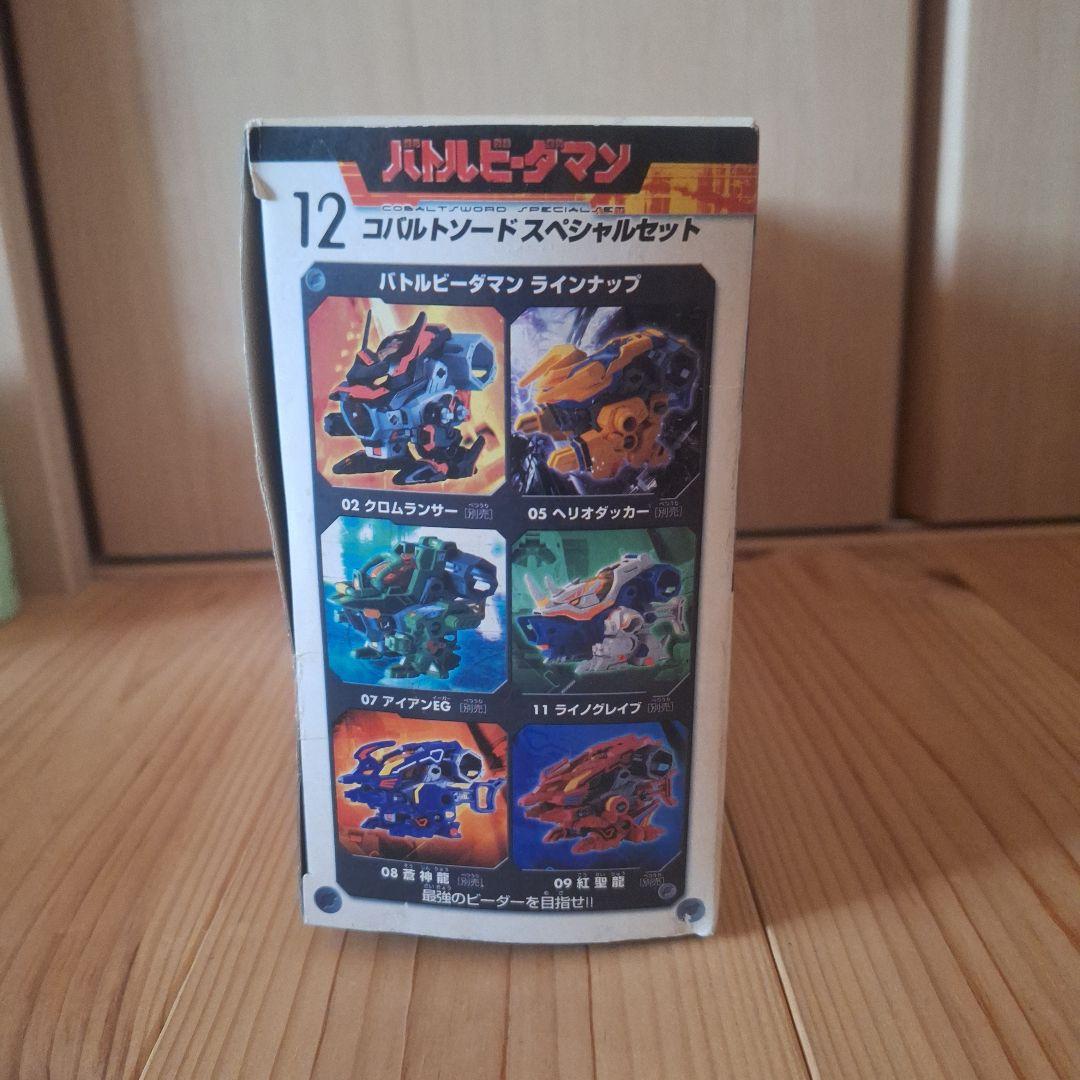 バトルビーダマン
COBALTSWORD SPECIALSET
12 コバルトソード スペシャルセット
バトルビーダマン ラインナップ
02 クロムランサー [別売]
05 ヘリオダッカー [別売]
07 アイアンEG [別売]
11 ライノグレイブ [別売]
08 蒼神龍 [別売]
09 紅聖龍 [別売]
最強のビーダーを目指せ!!